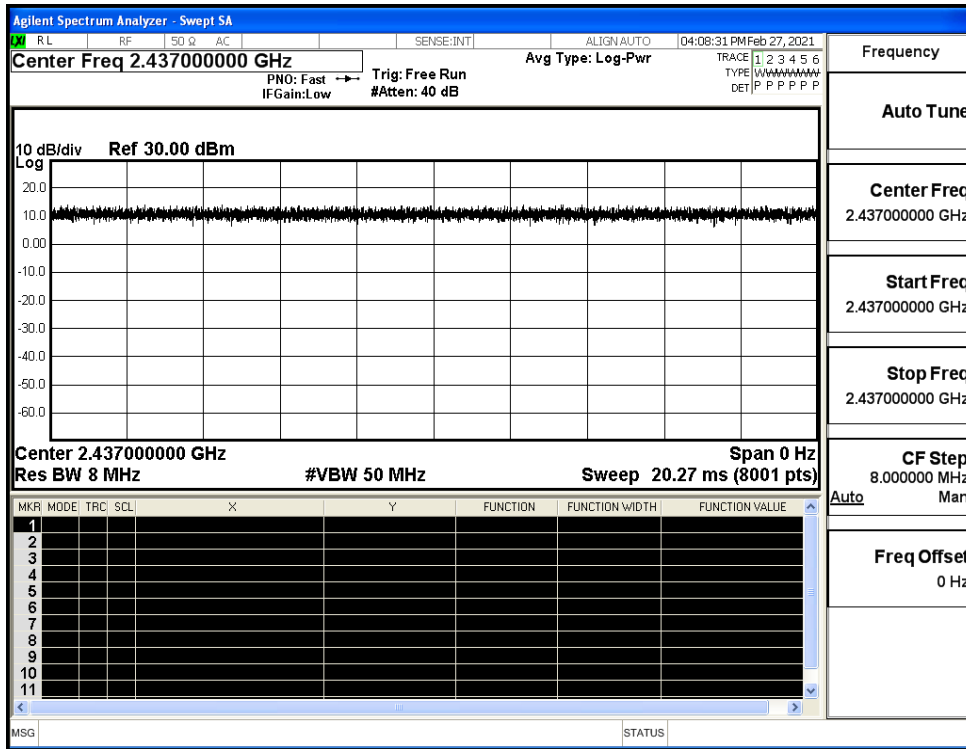 Agilent Spectrum Analyzer - Swept SA
LXI RL RF 50 Ω AC SENSE:INT ALIGN AUTO 04:08:31 PM Feb 27, 2021
Center Freq 2.437000000 GHz
PNO: Fast
IFGain:Low
Trig: Free Run
#Atten: 40 dB
Avg Type: Log-Pwr
TRACE 1 2 3 4 5 6
TYPE
DET P P P P P P
10 dB/div Ref 30.00 dBm
Log
20.0
10.0
0.00
-10.0
-20.0
-30.0
-40.0
-50.0
-60.0
Center 2.437000000 GHz Span 0 Hz
Res BW 8 MHz #VBW 50 MHz Sweep 20.27 ms (8001 pts)
MKR MODE TRC SCL X Y FUNCTION FUNCTION WIDTH FUNCTION VALUE
1
2
3
4
5
6
7
8
9
10
11
MSG STATUS
Frequency
Auto Tune
Center Freq
2.437000000 GHz
Start Freq
2.437000000 GHz
Stop Freq
2.437000000 GHz
CF Step
8.000000 MHz
Auto Man
Freq Offset
0 Hz